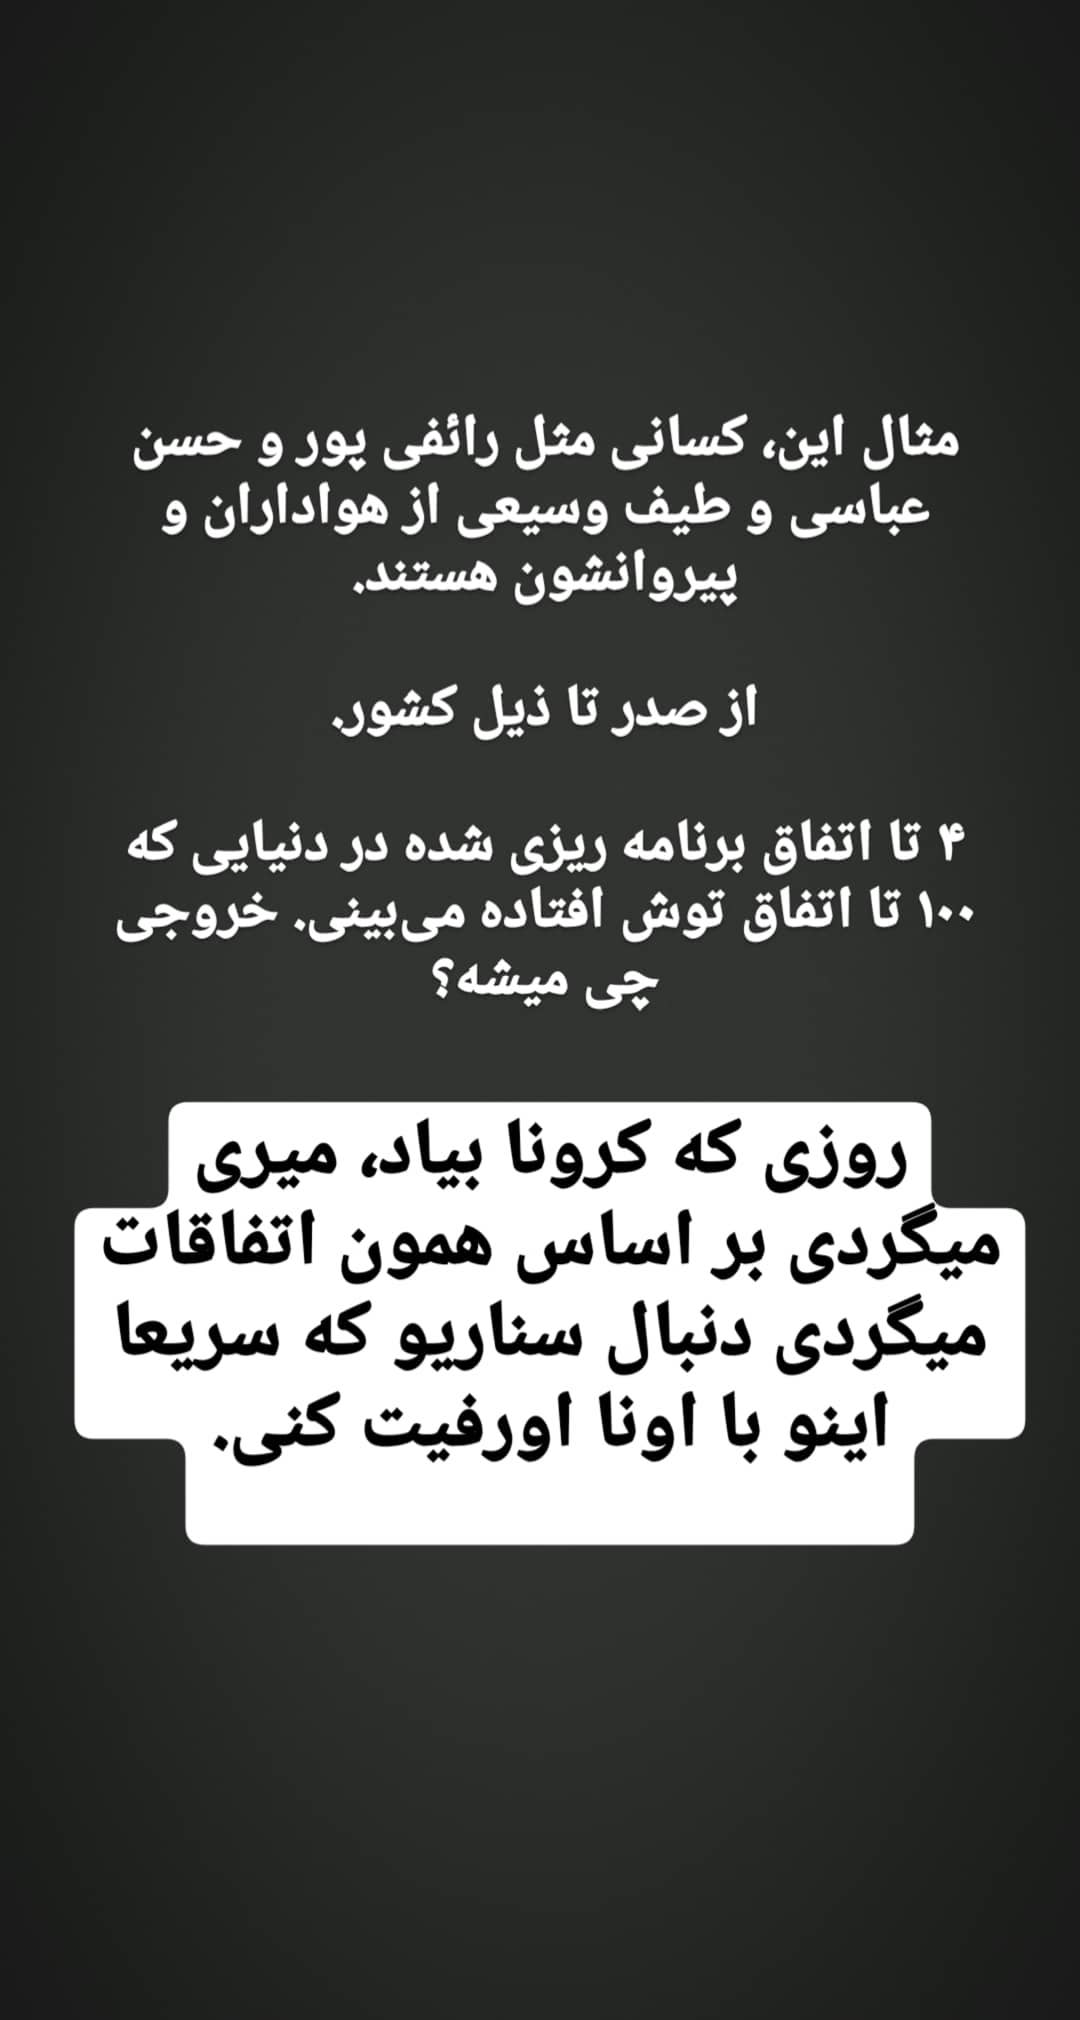 مثال این، کسانی مثل رائفی پور و حسن
عباسی و طیف وسیعی از هواداران و
پیروانشون هستند.
از صدر تا ذیل کشور.
۴ تا اتفاق برنامه ریزی شده در دنیایی که
۱۰۰ تا اتفاق توش افتاده می‌بینی. خروجی
چی میشه؟
روزی که کرونا بیاد، میری
میگردی بر اساس همون اتفاقات
میگردی دنبال سناریو که سریعا
اینو با اونا اورفیت کنی.